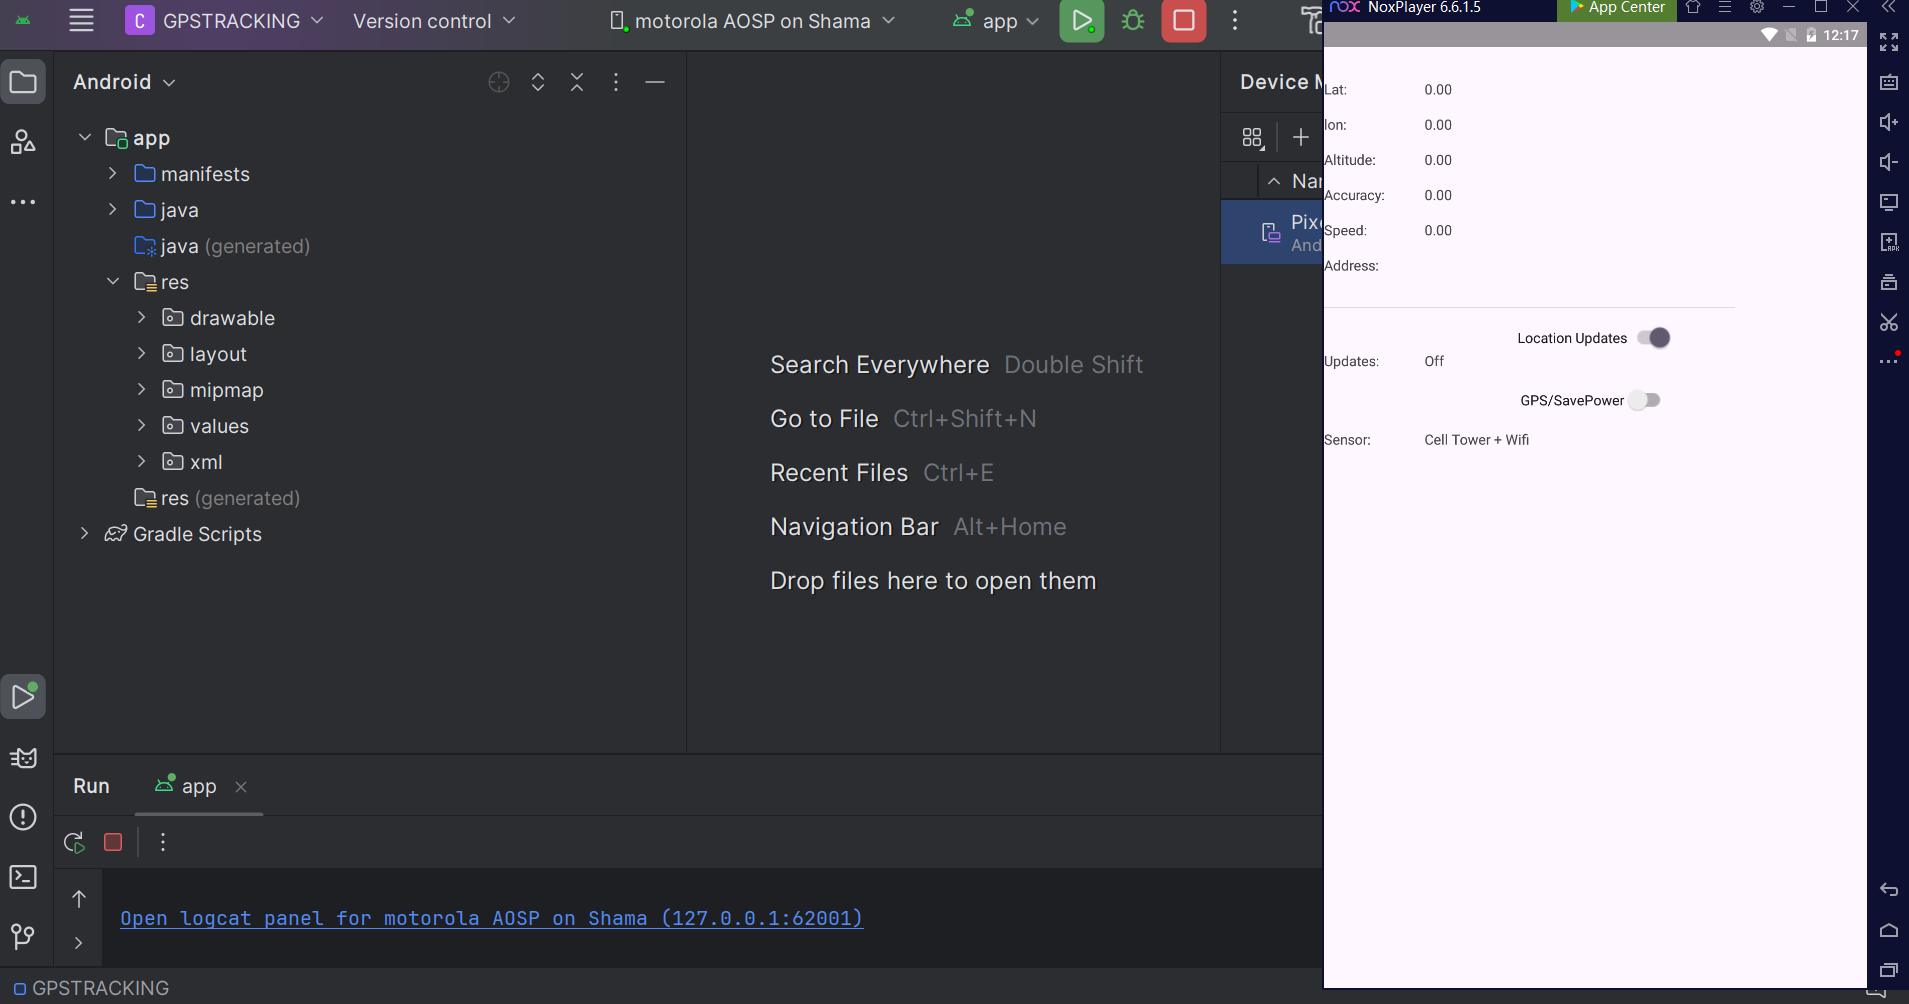 C GPSTRACKING Version control motorola AOSP on Shama app
Android
app
manifests
java
java (generated)
res
drawable
layout
mipmap
values
xml
res (generated)
Gradle Scripts
Search Everywhere Double Shift
Go to File Ctrl+Shift+N
Recent Files Ctrl+E
Navigation Bar Alt+Home
Drop files here to open them
Device
Run app
Open logcat panel for motorola AOSP on Shama (127.0.0.1:62001)
GPSTRACKING
nox NoxPlayer 6.6.1.5 App Center
12:17
Lat: 0.00
lon: 0.00
Altitude: 0.00
Accuracy: 0.00
Speed: 0.00
Address:
Location Updates
Updates: Off
GPS/SavePower
Sensor: Cell Tower + Wifi